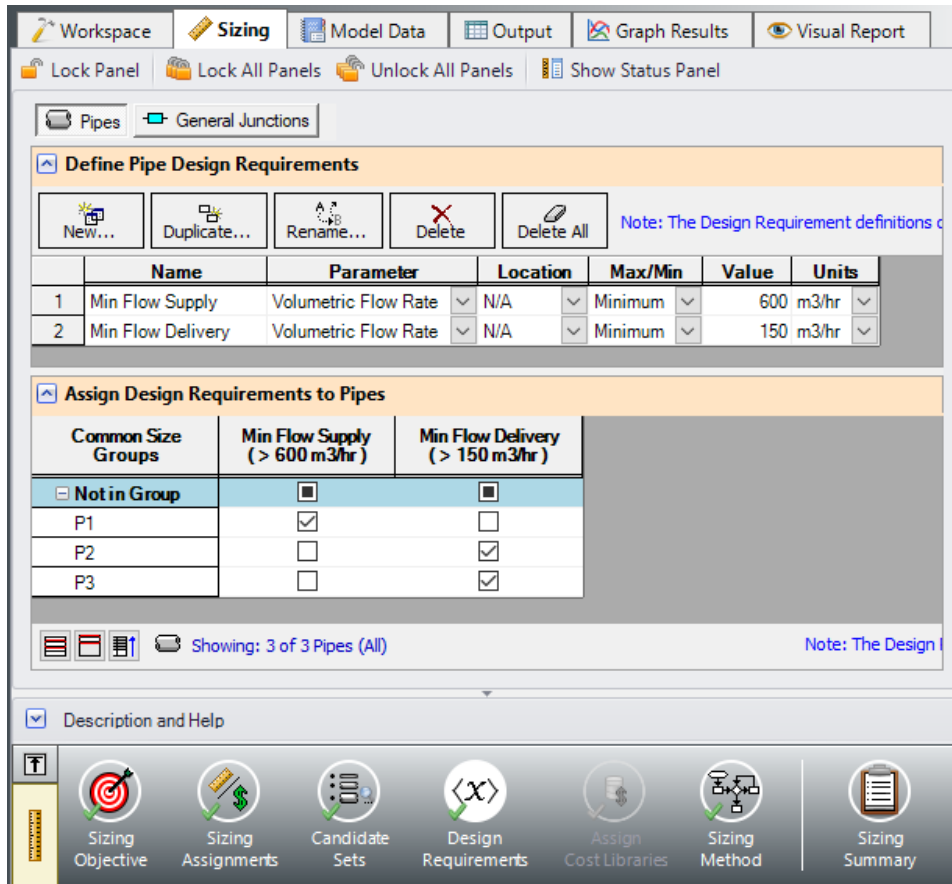 Workspace Sizing Model Data Output Graph Results Visual Report
Lock Panel Lock All Panels Unlock All Panels Show Status Panel
Pipes General Junctions
Define Pipe Design Requirements
New... Duplicate... Rename... Delete Delete All Note: The Design Requirement definitions
Name Parameter Location Max/Min Value Units
1 Min Flow Supply Volumetric Flow Rate N/A Minimum 600 m3/hr
2 Min Flow Delivery Volumetric Flow Rate N/A Minimum 150 m3/hr
Assign Design Requirements to Pipes
Common Size Min Flow Supply Min Flow Delivery
Groups ( > 600 m3/hr ) ( > 150 m3/hr )
Not in Group
P1
P2
P3
Showing: 3 of 3 Pipes (All) Note: The Design
Description and Help
Sizing Sizing Candidate Design Assign Sizing Sizing
Objective Assignments Sets Requirements Cost Libraries Method Summary